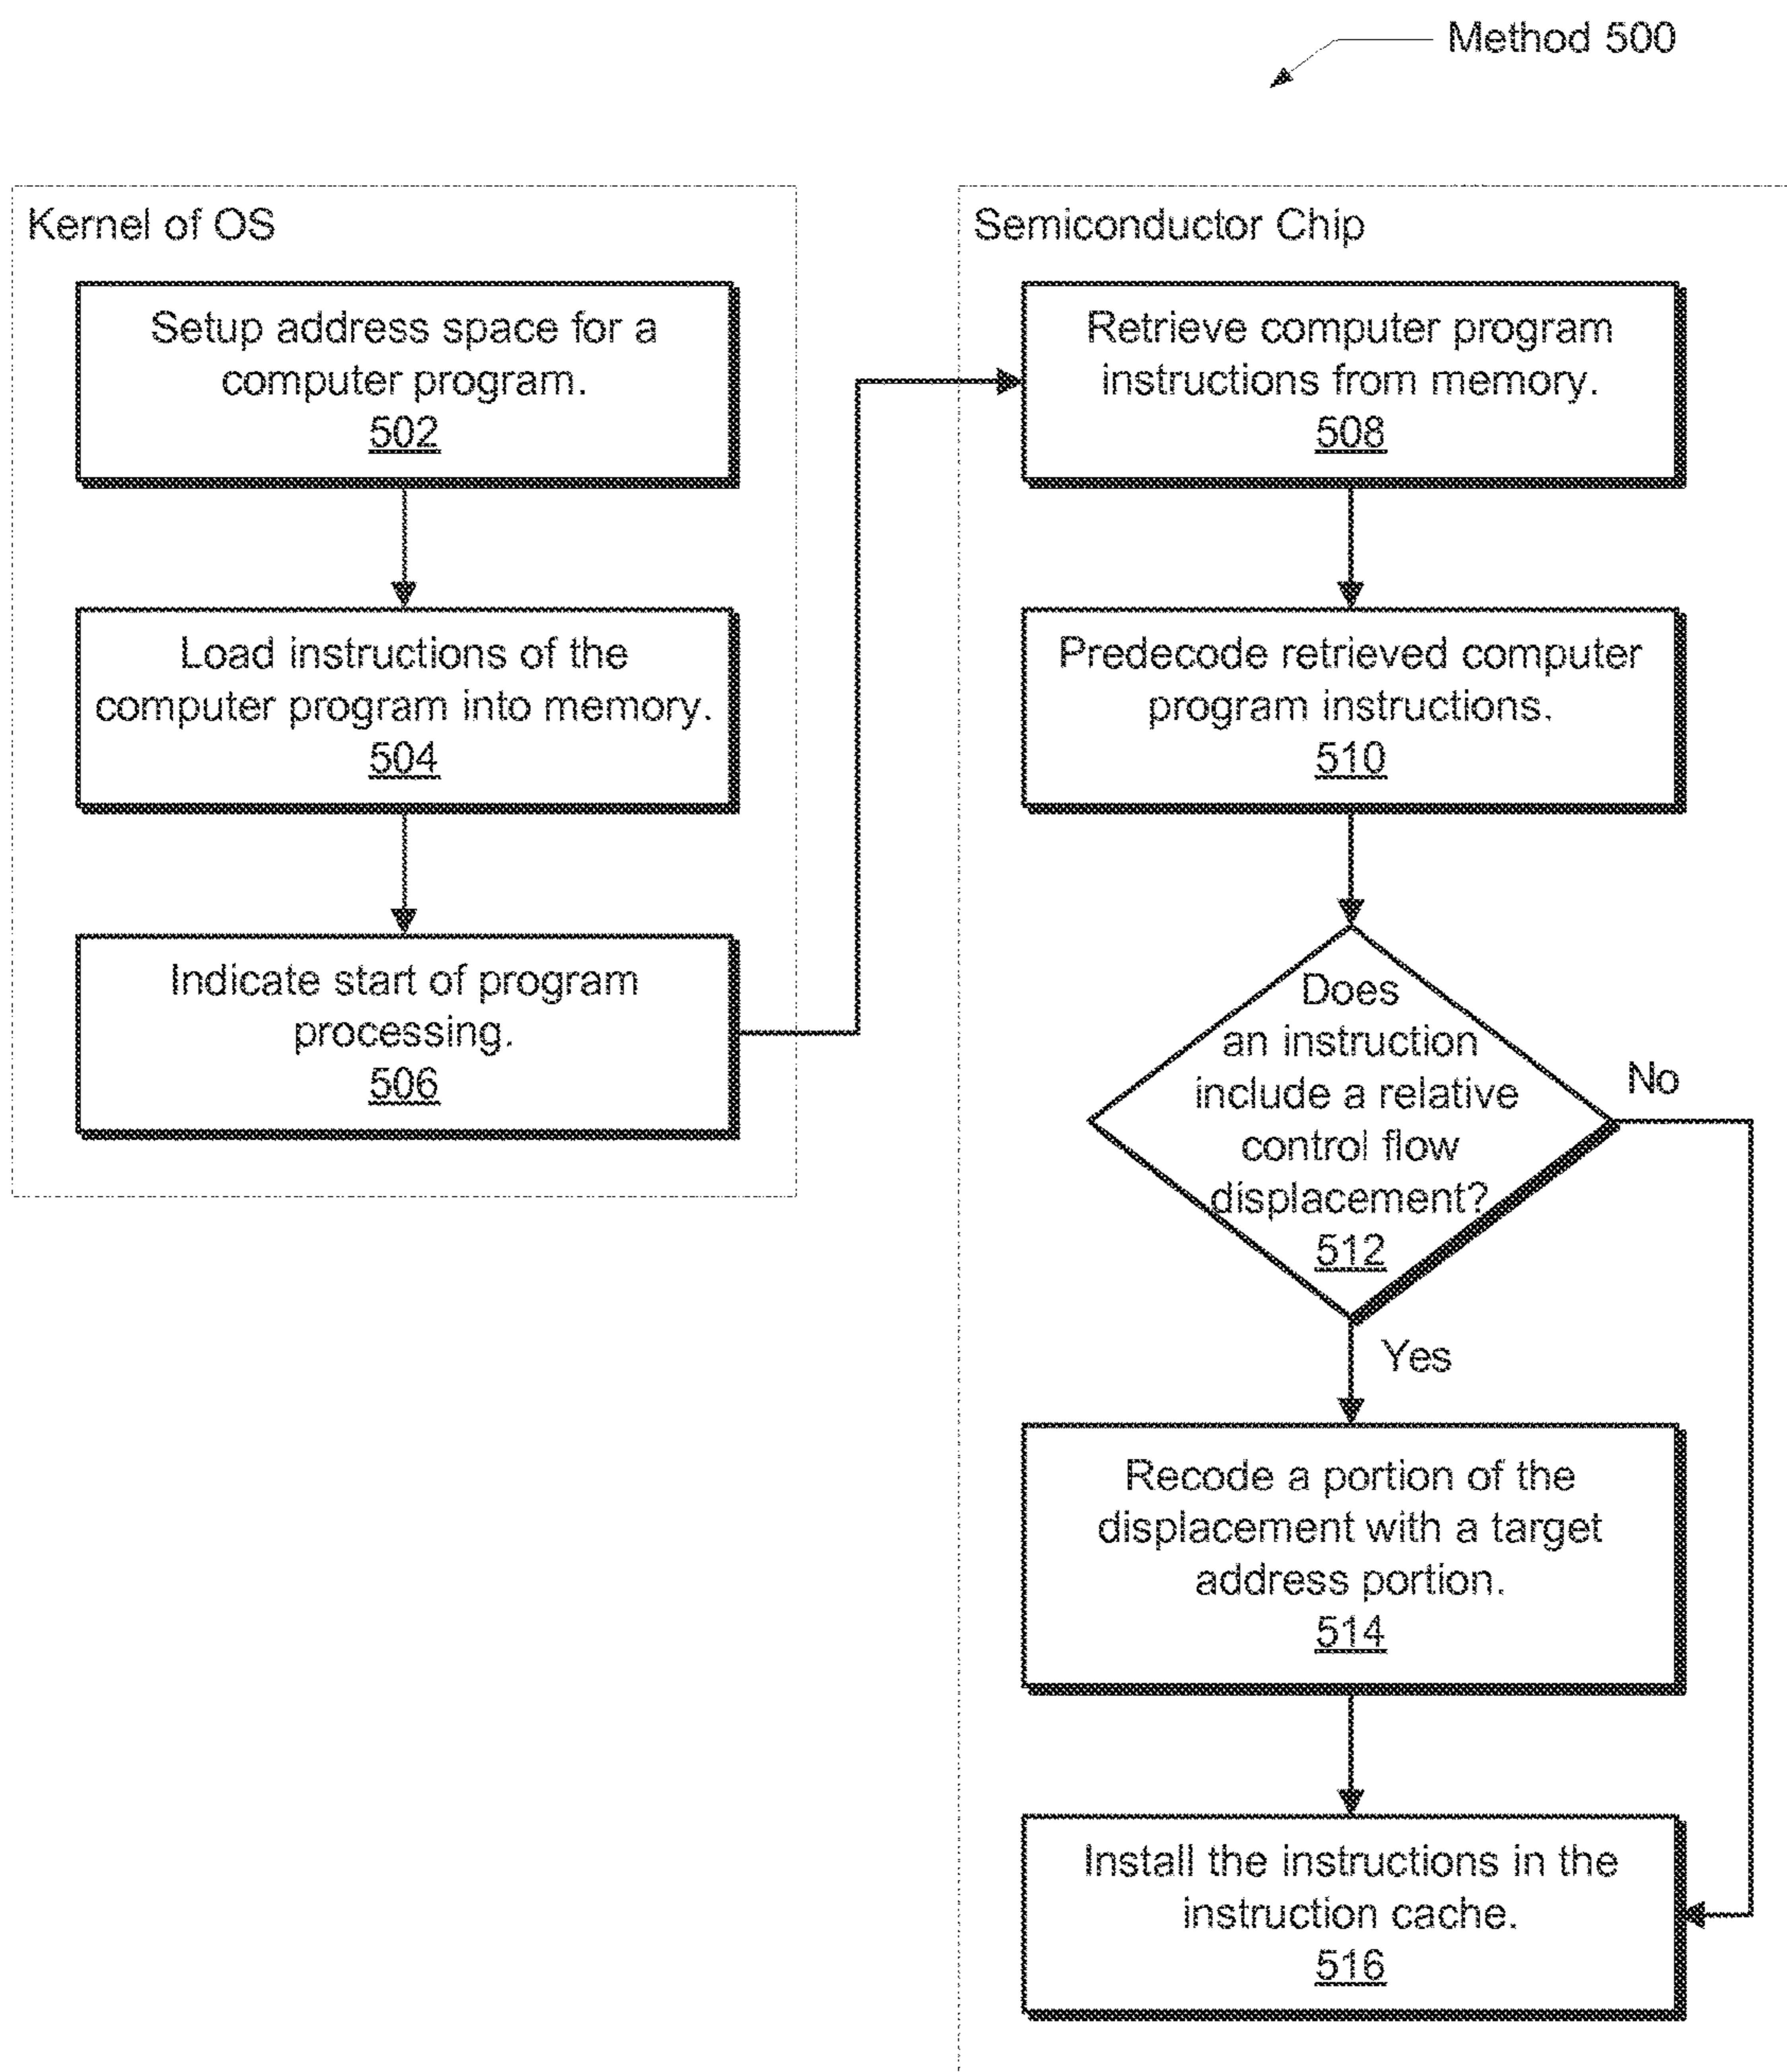 Method 500
Kernel of OS
Setup address space for a
computer program.
502
Load instructions of the
computer program into memory.
504
Indicate start of program
processing.
506
Semiconductor Chip
Retrieve computer program
instructions from memory.
508
Predecode retrieved computer
program instructions.
510
Does
an instruction
include a relative
control flow
displacement?
512
No
Yes
Recode a portion of the
displacement with a target
address portion.
514
Install the instructions in the
instruction cache.
516